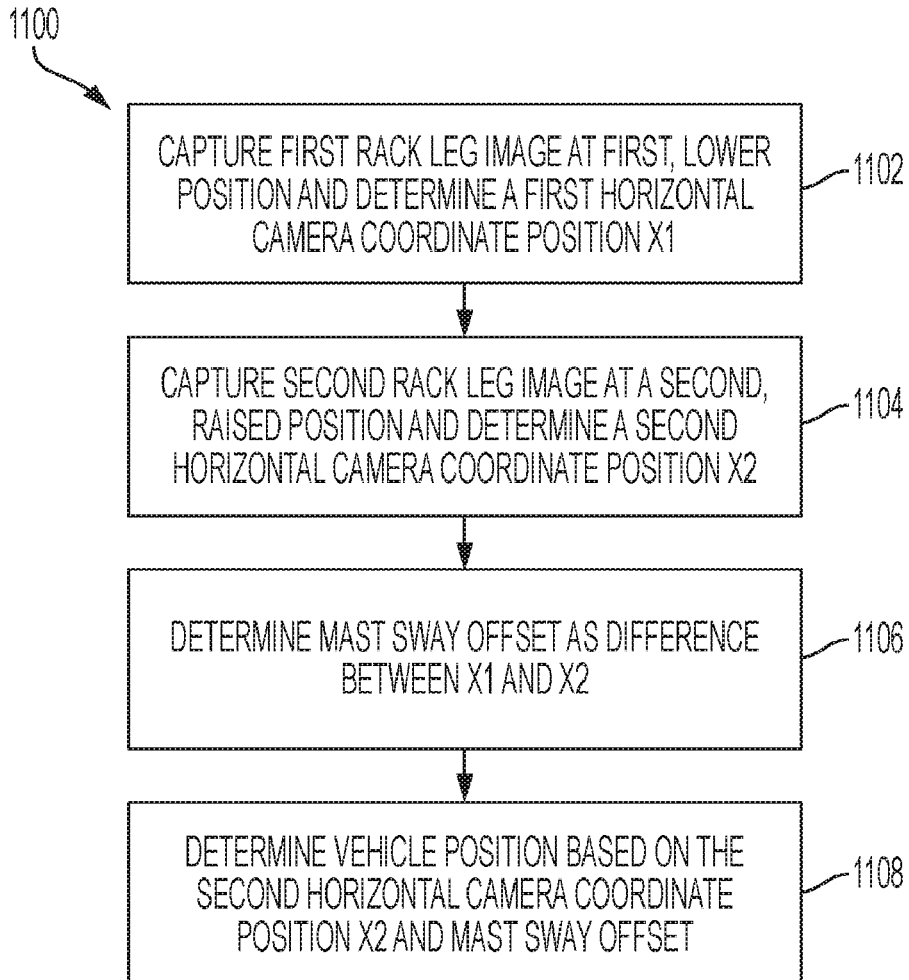 1100
CAPTURE FIRST RACK LEG IMAGE AT FIRST, LOWER
POSITION AND DETERMINE A FIRST HORIZONTAL
CAMERA COORDINATE POSITION X1
1102
CAPTURE SECOND RACK LEG IMAGE AT A SECOND,
RAISED POSITION AND DETERMINE A SECOND
HORIZONTAL CAMERA COORDINATE POSITION X2
1104
DETERMINE MAST SWAY OFFSET AS DIFFERENCE
BETWEEN X1 AND X2
1106
DETERMINE VEHICLE POSITION BASED ON THE
SECOND HORIZONTAL CAMERA COORDINATE
POSITION X2 AND MAST SWAY OFFSET
1108